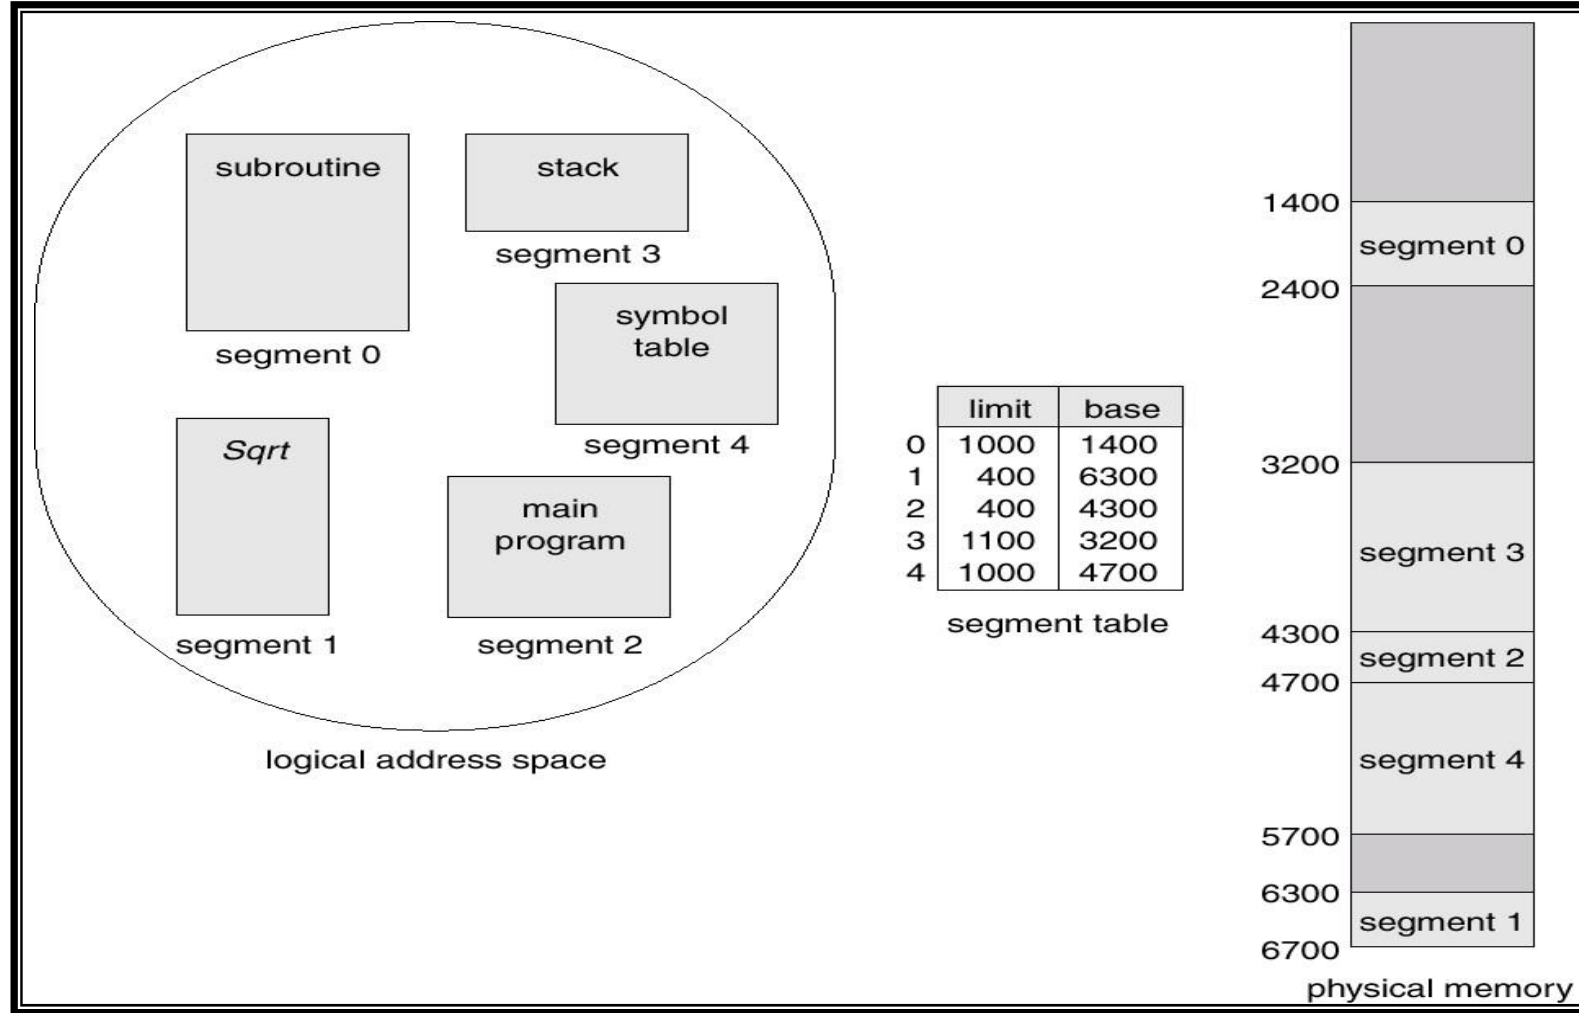 subroutine
segment 0
stack
segment 3
symbol
table
segment 4
Sqrt
segment 1
main
program
segment 2
logical address space
limit base
0 1000 1400
1 400 6300
2 400 4300
3 1100 3200
4 1000 4700
segment table
1400
segment 0
2400
3200
segment 3
4300
segment 2
4700
segment 4
5700
6300
segment 1
6700
physical memory